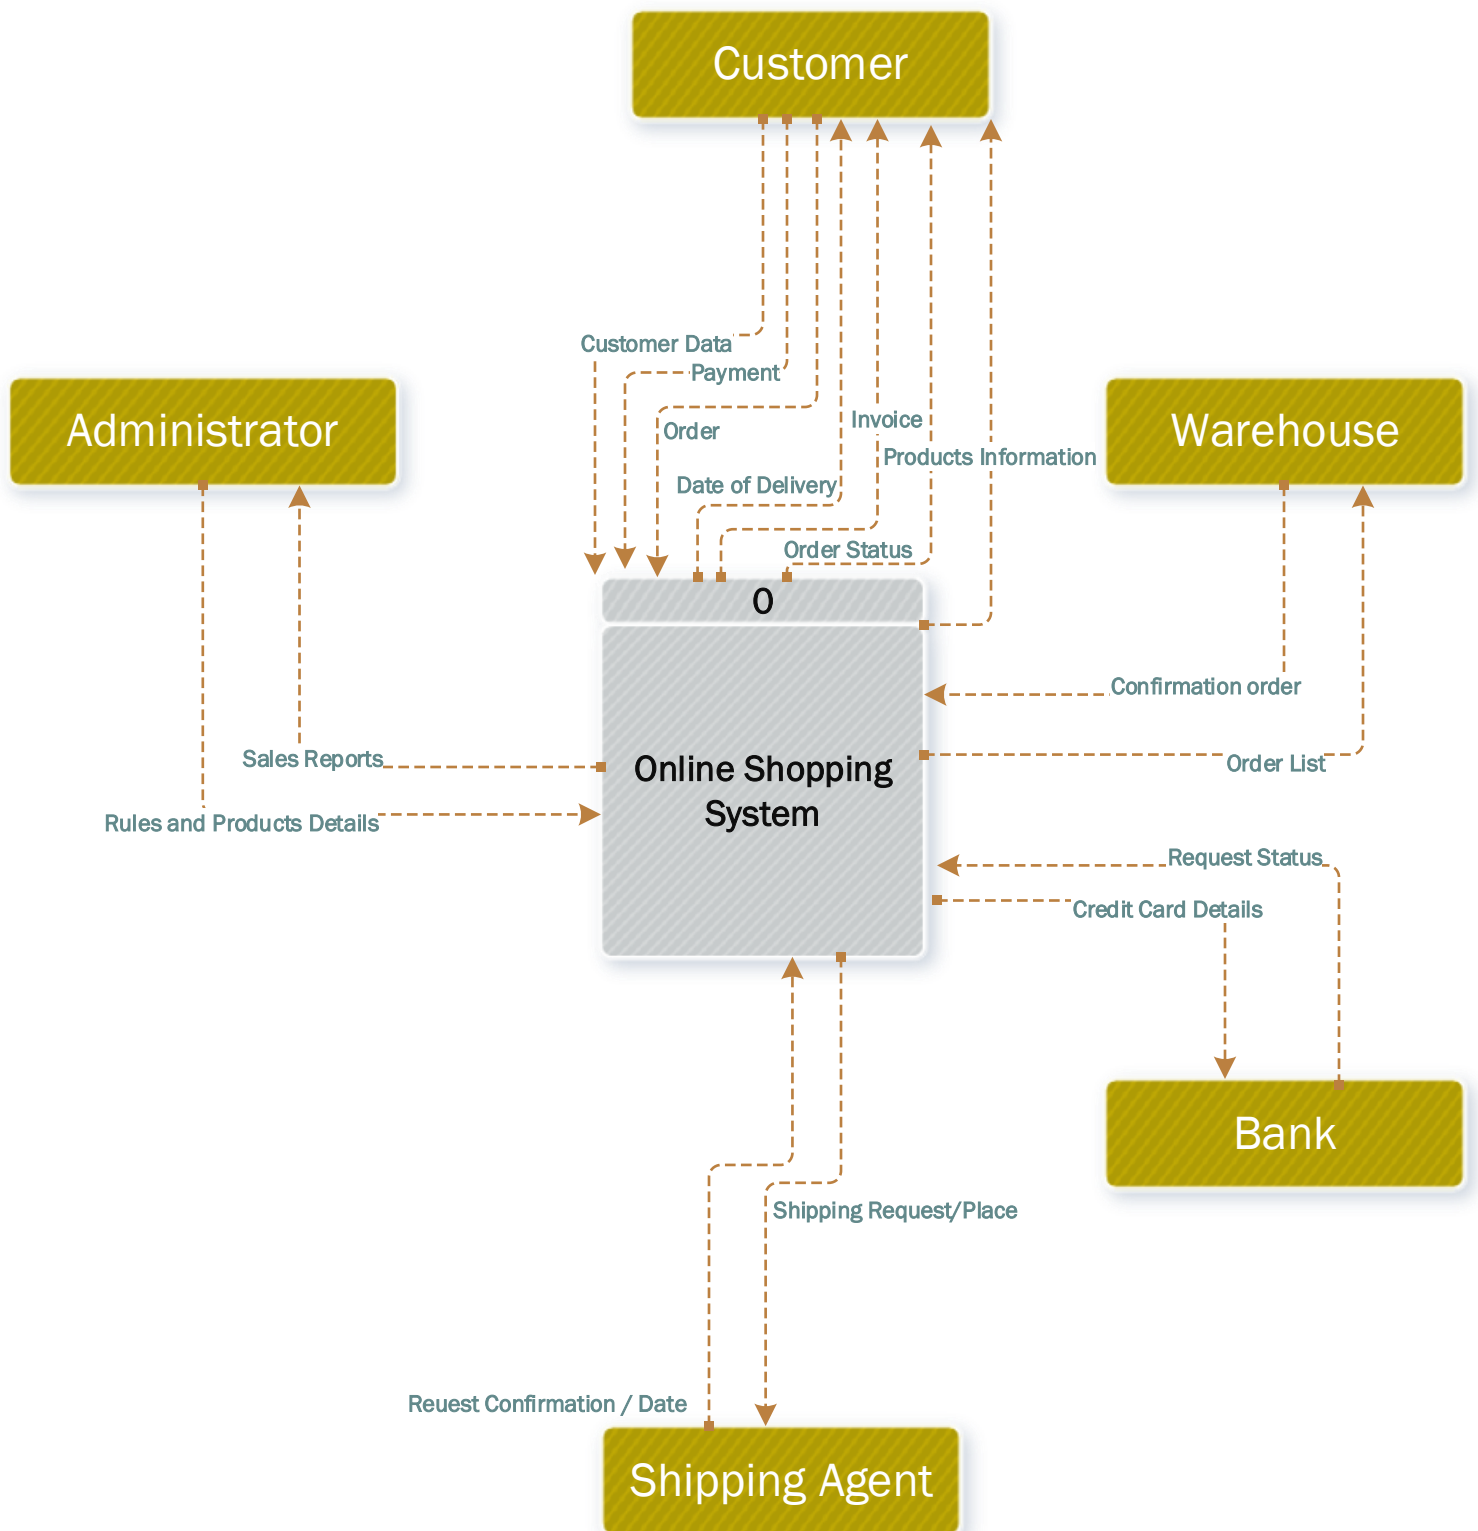 Customer
Customer Data
Payment
Administrator
Warehouse
Order
Invoice
Products Information
Date of Delivery
Order Status
0
Confirmation order
Sales Reports
Online Shopping
System
Order List
Rules and Products Details
Request Status
Credit Card Details
Bank
Shipping Request/Place
Reuest Confirmation / Date
Shipping Agent